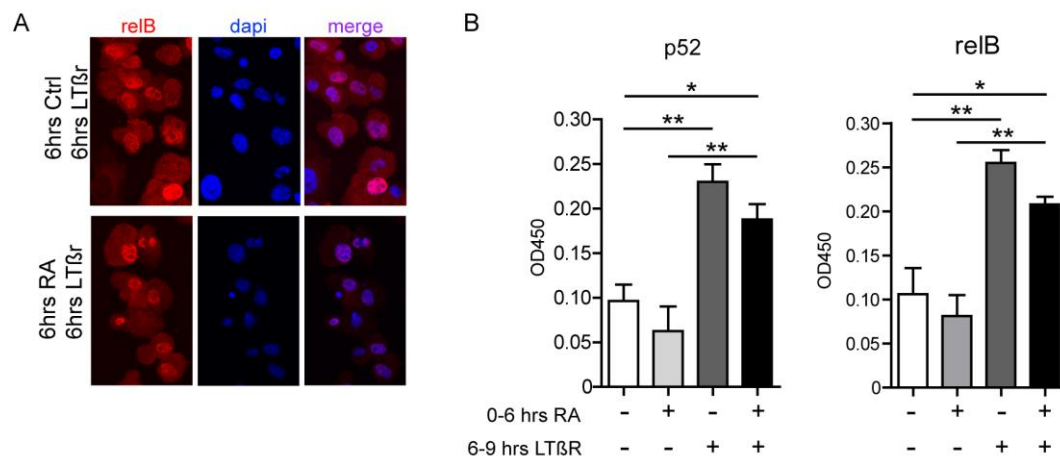 A
relB
dapi
merge
6hrs Ctrl
6hrs LTßr
6hrs RA
6hrs LTßr
B
p52
*
**
**
OD450
0.30
0.25
0.20
0.15
0.10
0.05
0
relB
*
**
**
OD450
0.30
0.25
0.20
0.15
0.10
0.05
0
0-6 hrs RA - + - + - + - +
6-9 hrs LTßR - - + + - - + +